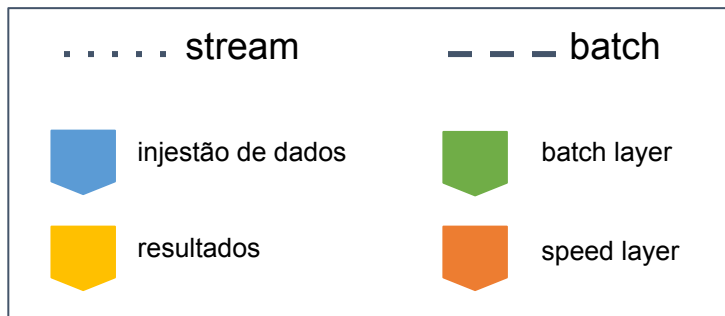 stream batch
injestão de dados batch layer
resultados speed layer